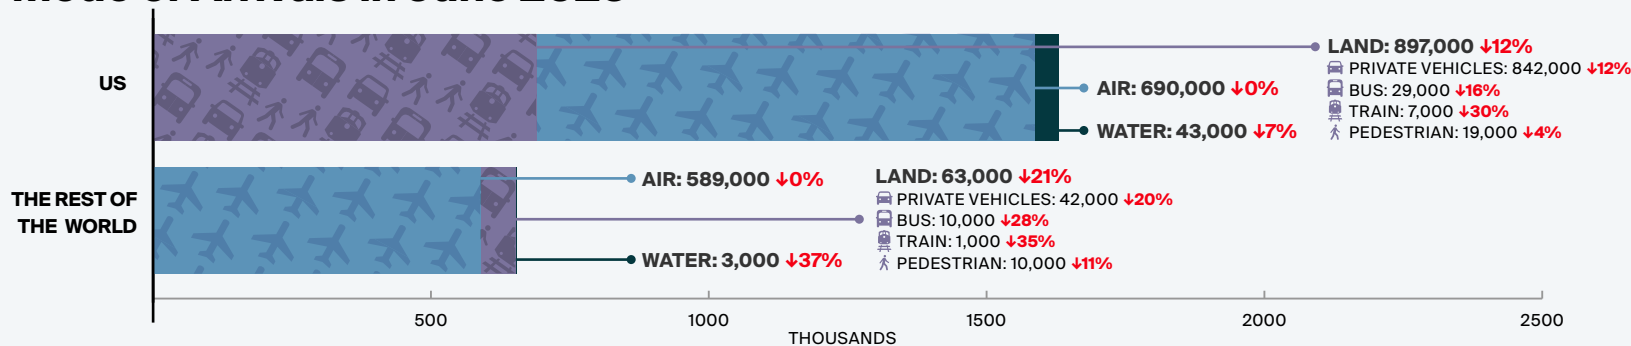 US
LAND: 897,000 ↓12%
PRIVATE VEHICLES: 842,000 ↓12%
BUS: 29,000 ↓16%
TRAIN: 7,000 ↓30%
PEDESTRIAN: 19,000 ↓4%
AIR: 690,000 ↓0%
WATER: 43,000 ↓7%
THE REST OF
THE WORLD
AIR: 589,000 ↓0%
WATER: 3,000 ↓37%
LAND: 63,000 ↓21%
PRIVATE VEHICLES: 42,000 ↓20%
BUS: 10,000 ↓28%
TRAIN: 1,000 ↓35%
PEDESTRIAN: 10,000 ↓11%
500 1000 1500 2000 2500
THOUSANDS